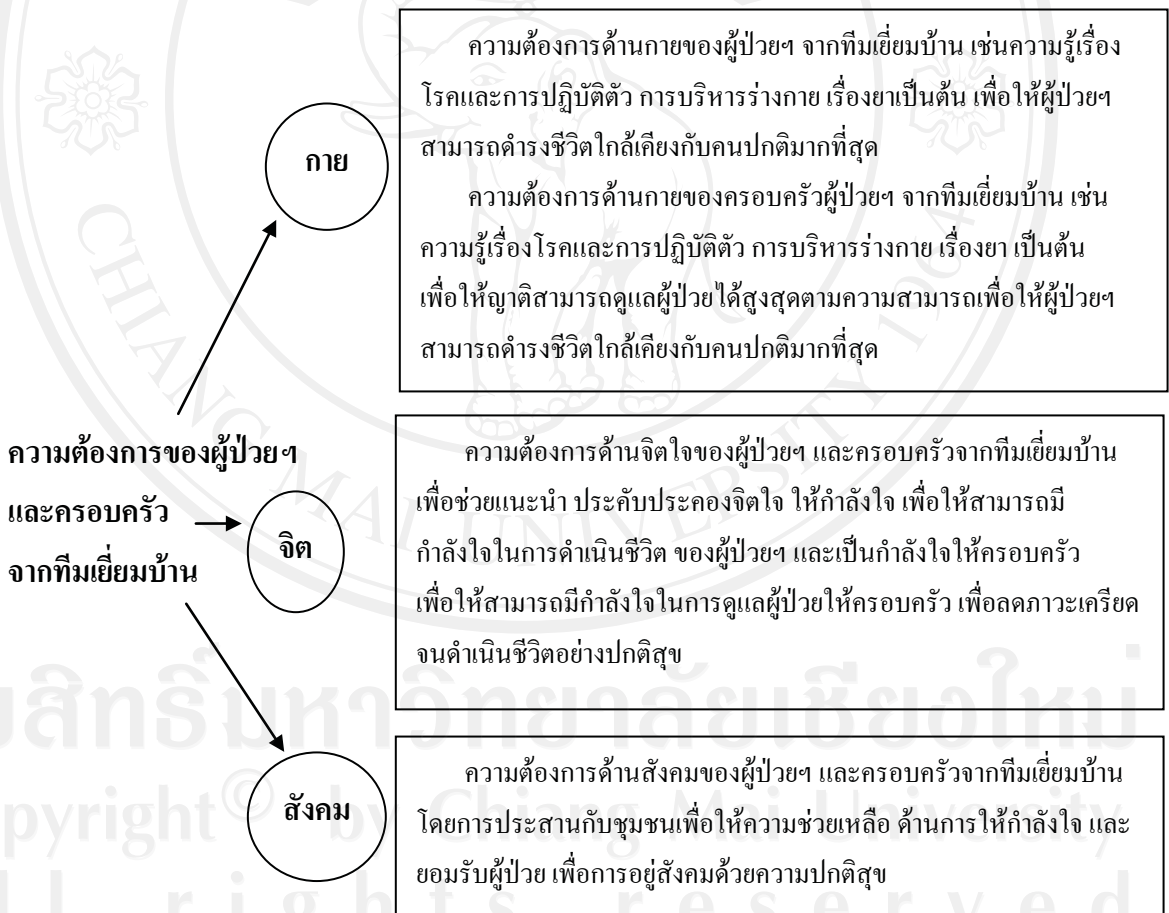 ความต้องการด้านกายของผู้ป่วยฯ จากทีมเยี่ยมบ้าน เช่นความรู้เรื่อง
โรคและการปฏิบัติตัว การบริหารร่างกาย เรื่องยาเป็นต้น เพื่อให้ผู้ป่วยฯ
สามารถดำรงชีวิตใกล้เคียงกับคนปกติมากที่สุด
ความต้องการด้านกายของครอบครัวผู้ป่วยฯ จากทีมเยี่ยมบ้าน เช่น
ความรู้เรื่องโรคและการปฏิบัติตัว การบริหารร่างกาย เรื่องยา เป็นต้น
เพื่อให้ญาติสามารถดูแลผู้ป่วยได้สูงสุดตามความสามารถเพื่อให้ผู้ป่วยฯ
สามารถดำรงชีวิตใกล้เคียงกับคนปกติมากที่สุด
กาย
ความต้องการของผู้ป่วยฯ
และครอบครัว
จากทีมเยี่ยมบ้าน
จิต
ความต้องการด้านจิตใจของผู้ป่วยฯ และครอบครัวจากทีมเยี่ยมบ้าน
เพื่อช่วยแนะนำ ประคับประคองจิตใจ ให้กำลังใจ เพื่อให้สามารถมี
กำลังใจในการดำเนินชีวิต ของผู้ป่วยฯ และเป็นกำลังใจให้ครอบครัว
เพื่อให้สามารถมีกำลังใจในการดูแลผู้ป่วยให้ครอบครัว เพื่อลดภาวะเครียด
จนดำเนินชีวิตอย่างปกติสุข
สังคม
ความต้องการด้านสังคมของผู้ป่วยฯ และครอบครัวจากทีมเยี่ยมบ้าน
โดยการประสานกับชุมชนเพื่อให้ความช่วยเหลือ ด้านการให้กำลังใจ และ
ยอมรับผู้ป่วย เพื่อการอยู่สังคมด้วยความปกติสุข
CHIANG MAI UNIVERSITY 1964
สิทธิ์มหาวิทยาลัยเชียงใหม่
pyright © by Chiang Mai University
rights reserved